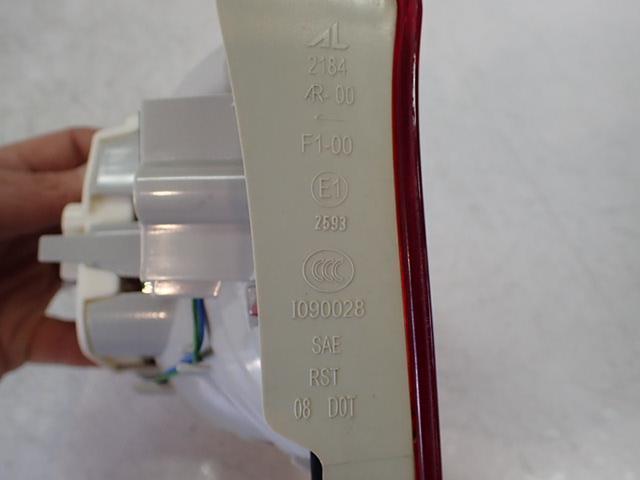 AL
2184
AR-00
←
F1-00
E1
2593
CCC
I090028
SAE
RST
08 DOT